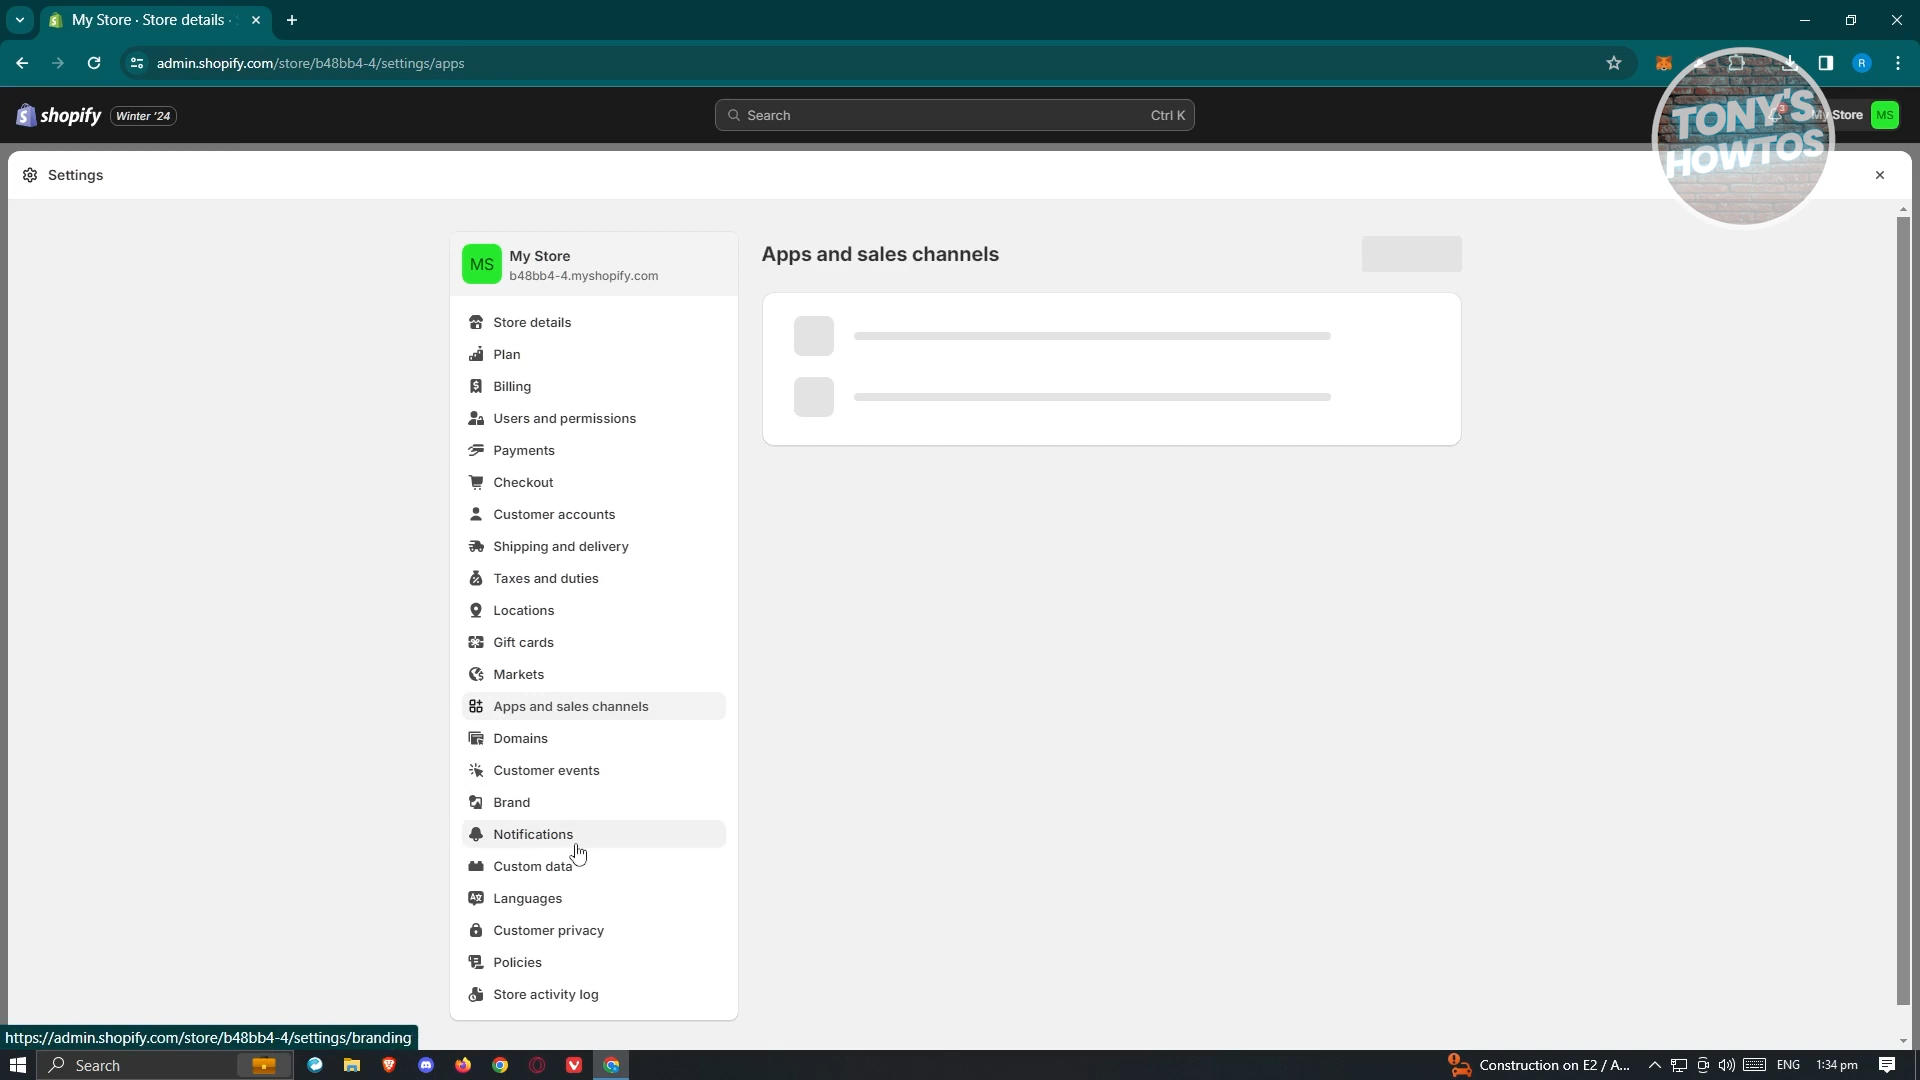 My Store · Store details ·
admin.shopify.com/store/b48bb4-4/settings/apps
R
shopify
Winter '24
Search
Ctrl K
3
My Store
MS
TONY'S
HOWTOS
Settings
MS
My Store
b48bb4-4.myshopify.com
Apps and sales channels
Store details
Plan
Billing
Users and permissions
Payments
Checkout
Customer accounts
Shipping and delivery
Taxes and duties
Locations
Gift cards
Markets
Apps and sales channels
Domains
Customer events
Brand
Notifications
Custom data
Languages
Customer privacy
Policies
Store activity log
https://admin.shopify.com/store/b48bb4-4/settings/branding
Search
Construction on E2 / A...
ENG
1:34 pm